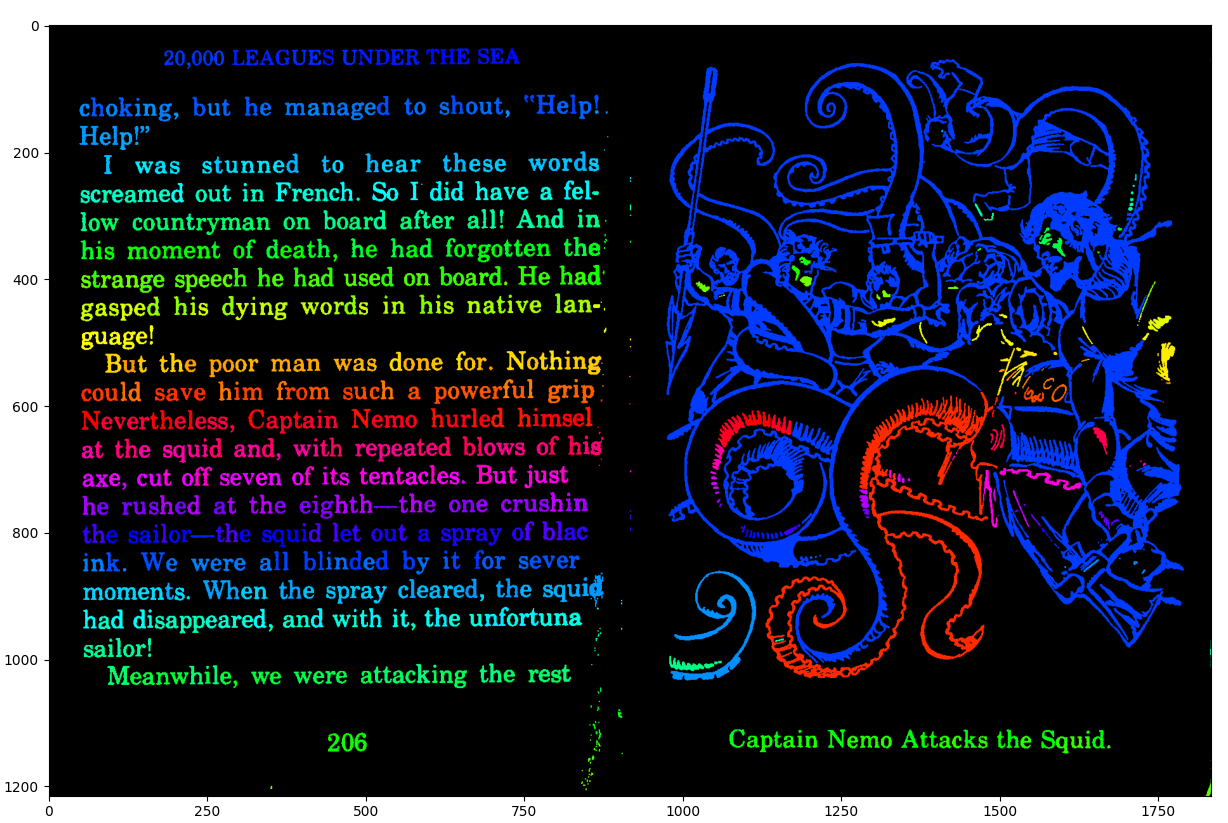 0
200
400
600
800
1000
1200
20,000 LEAGUES UNDER THE SEA
choking, but he managed to shout, "Help!
Help!"
I was stunned to hear these words
screamed out in French. So I did have a fel-
low countryman on board after all! And in
his moment of death, he had forgotten the
strange speech he had used on board. He had
gasped his dying words in his native lan-
guage!
But the poor man was done for. Nothing
could save him from such a powerful grip
Nevertheless, Captain Nemo hurled himsel
at the squid and, with repeated blows of his
axe, cut off seven of its tentacles. But just
he rushed at the eighth—the one crushin
the sailor—the squid let out a spray of blac
ink. We were all blinded by it for sever
moments. When the spray cleared, the squid
had disappeared, and with it, the unfortuna
sailor!
Meanwhile, we were attacking the rest
206
Captain Nemo Attacks the Squid.
0 250 500 750 1000 1250 1500 1750